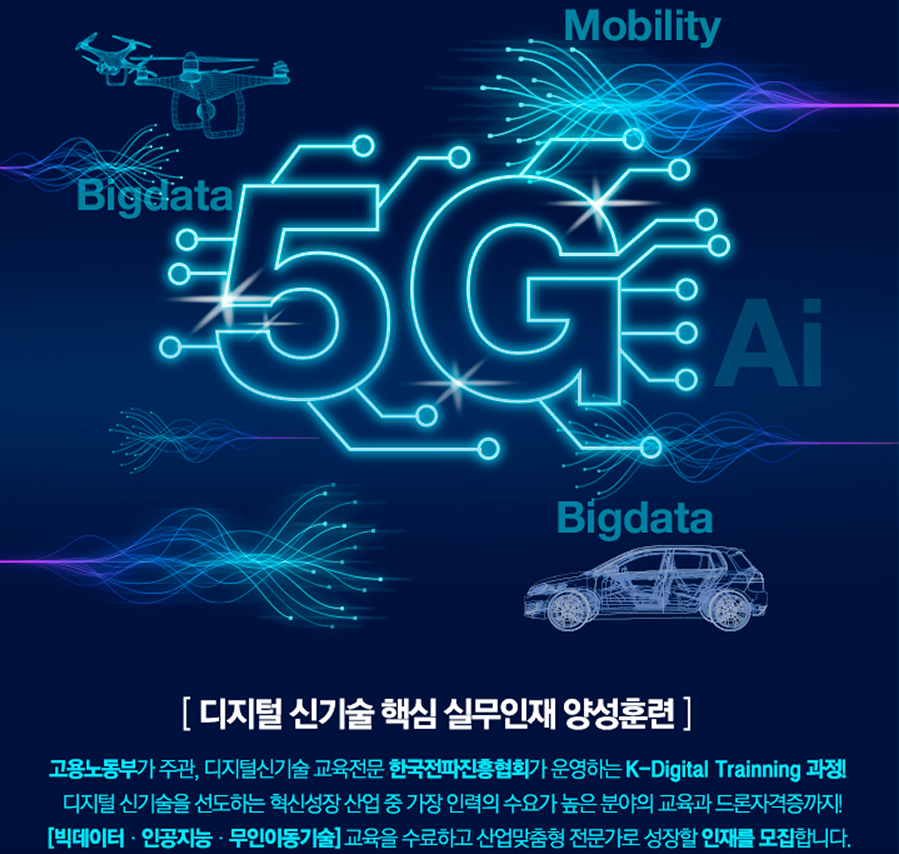 Mobility
Bigdata
5G
Ai
Bigdata
[ 디지털 신기술 핵심 실무인재 양성훈련 ]
고용노동부가 주관, 디지털신기술 교육전문 한국전파진흥협회가 운영하는 K-Digital Trainning 과정!
디지털 신기술을 선도하는 혁신성장 산업 중 가장 인력의 수요가 높은 분야의 교육과 드론자격증까지!
[빅데이터 · 인공지능 · 무인이동기술] 교육을 수료하고 산업맞춤형 전문가로 성장할 인재를 모집합니다.